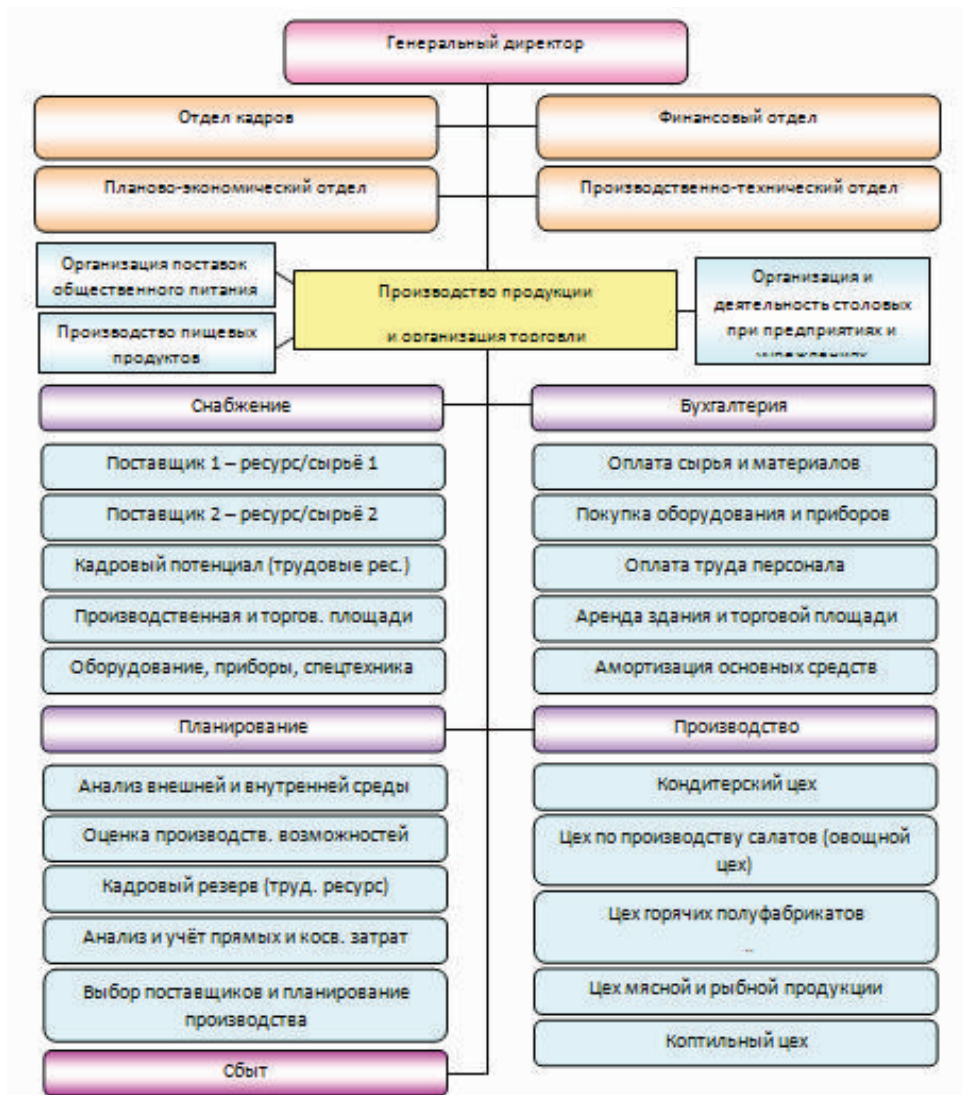 Генеральный директор
Отдел кадров
Финансовый отдел
Планово-экономический отдел
Производственно-технический отдел
Организация поставок
общественного питания
Производство пищевых
продуктов
Производство продукции
и организация торговли
Организация и
деятельность столовых
при предприятиях и
учреждениях
Снабжение
Поставщик 1 – ресурс/сырьё 1
Поставщик 2 – ресурс/сырьё 2
Кадровый потенциал (трудовые рес.)
Производственная и торгов. площади
Оборудование, приборы, спецтехника
Бухгалтерия
Оплата сырья и материалов
Покупка оборудования и приборов
Оплата труда персонала
Аренда здания и торговой площади
Амортизация основных средств
Планирование
Анализ внешней и внутренней среды
Оценка производств. возможностей
Кадровый резерв (труд. ресурс)
Анализ и учёт прямых и косв. затрат
Выбор поставщиков и планирование
производства
Производство
Кондитерский цех
Цех по производству салатов (овощной
цех)
Цех горячих полуфабрикатов
Цех мясной и рыбной продукции
Коптильный цех
Сбыт